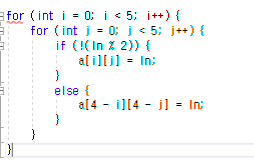 for (int i = 0; i < 5; i++) {
for (int j = 0; j < 5; j++) {
if (!(ln % 2)) {
a[i][j] = ln;
}
else {
a[4 - i][4 - j] = ln;
}
}
}